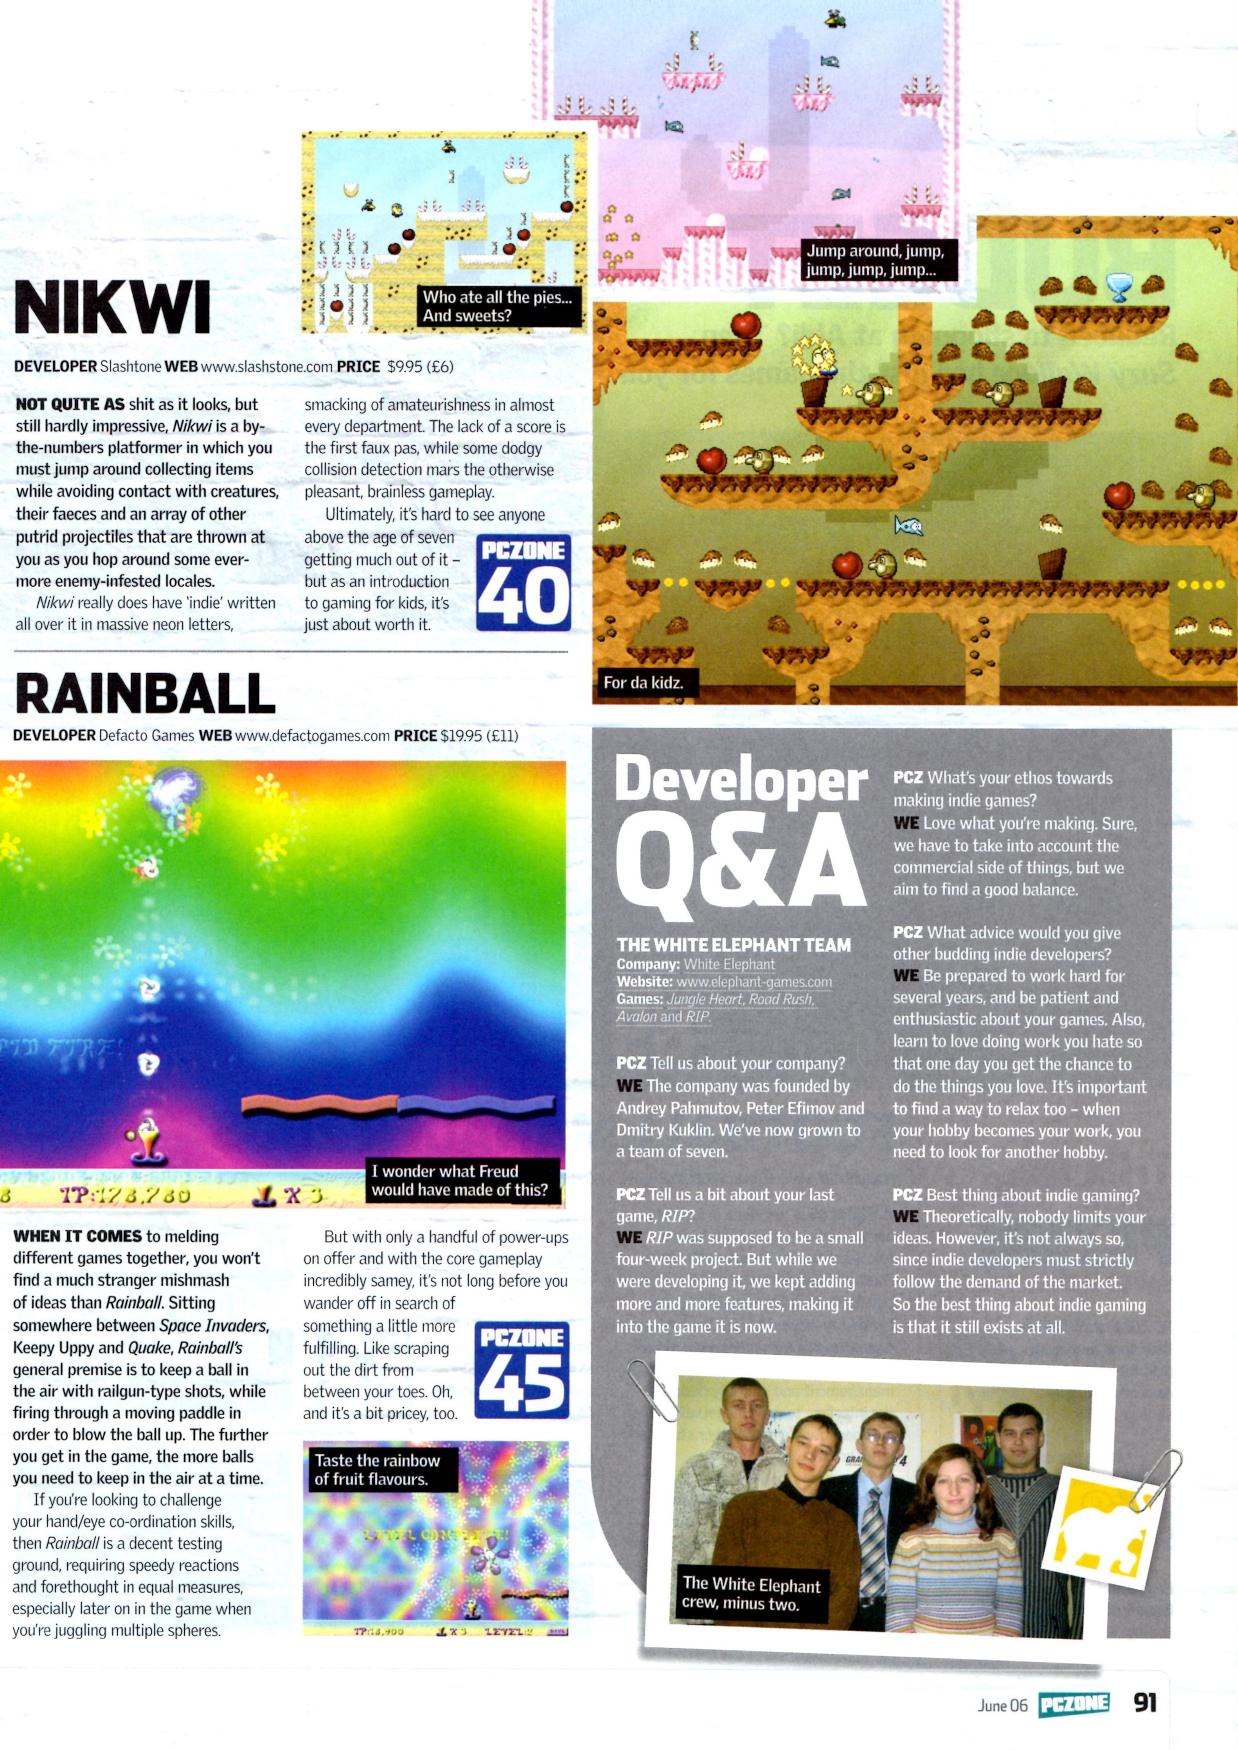 Jump around, jump,
jump, jump, jump...
Who ate all the pies...
And sweets?
NIKWI
DEVELOPER Slashtone WEB www.slashstone.com PRICE $9.95 (£6)
NOT QUITE AS shit as it looks, but
still hardly impressive, Nikwi is a by-
the-numbers platformer in which you
must jump around collecting items
while avoiding contact with creatures,
their faeces and an array of other
putrid projectiles that are thrown at
you as you hop around some ever-
more enemy-infested locales.
Nikwi really does have 'indie' written
all over it in massive neon letters,
smacking of amateurishness in almost
every department. The lack of a score is
the first faux pas, while some dodgy
collision detection mars the otherwise
pleasant, brainless gameplay.
Ultimately, it's hard to see anyone
above the age of seven
getting much out of it –
but as an introduction
to gaming for kids, it's
just about worth it.
PCZONE
40
For da kidz.
RAINBALL
DEVELOPER Defacto Games WEB www.defactogames.com PRICE $19.95 (£11)
TP:178,780
X 3
I wonder what Freud
would have made of this?
WHEN IT COMES to melding
different games together, you won't
find a much stranger mishmash
of ideas than Rainball. Sitting
somewhere between Space Invaders,
Keepy Uppy and Quake, Rainball's
general premise is to keep a ball in
the air with railgun-type shots, while
firing through a moving paddle in
order to blow the ball up. The further
you get in the game, the more balls
you need to keep in the air at a time.
If you're looking to challenge
your hand/eye co-ordination skills,
then Rainball is a decent testing
ground, requiring speedy reactions
and forethought in equal measures,
especially later on in the game when
you're juggling multiple spheres.
But with only a handful of power-ups
on offer and with the core gameplay
incredibly samey, it's not long before you
wander off in search of
something a little more
fulfilling. Like scraping
out the dirt from
between your toes. Oh,
and it's a bit pricey, too.
PCZONE
45
Taste the rainbow
of fruit flavours.
LEVEL COMPLETE!
TP:18,900 X 3 LEVEL:2
Developer
Q&A
THE WHITE ELEPHANT TEAM
Company: White Elephant
Website: www.elephant-games.com
Games: Jungle Heart, Road Rush,
Avalon and RIP.
PCZ Tell us about your company?
WE The company was founded by
Andrey Pahmutov, Peter Efimov and
Dmitry Kuklin. We've now grown to
a team of seven.
PCZ Tell us a bit about your last
game, RIP?
WE RIP was supposed to be a small
four-week project. But while we
were developing it, we kept adding
more and more features, making it
into the game it is now.
PCZ What's your ethos towards
making indie games?
WE Love what you're making. Sure,
we have to take into account the
commercial side of things, but we
aim to find a good balance.
PCZ What advice would you give
other budding indie developers?
WE Be prepared to work hard for
several years, and be patient and
enthusiastic about your games. Also,
learn to love doing work you hate so
that one day you get the chance to
do the things you love. It's important
to find a way to relax too – when
your hobby becomes your work, you
need to look for another hobby.
PCZ Best thing about indie gaming?
WE Theoretically, nobody limits your
ideas. However, it's not always so,
since indie developers must strictly
follow the demand of the market.
So the best thing about indie gaming
is that it still exists at all.
The White Elephant
crew, minus two.
June 06 PCZONE 91